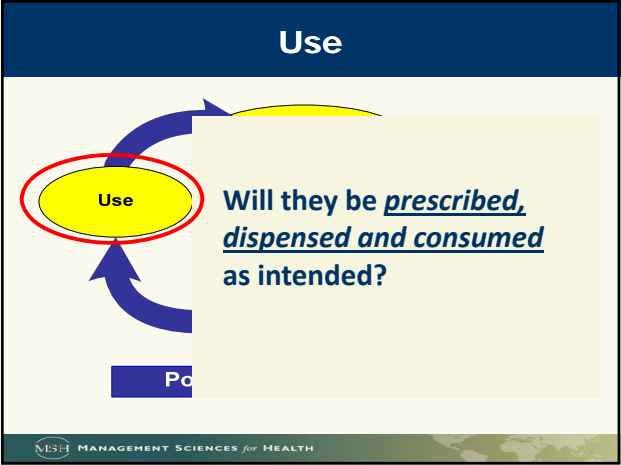 Use
Use
Will they be prescribed,
dispensed and consumed
as intended?
Po
MSH MANAGEMENT SCIENCES for HEALTH